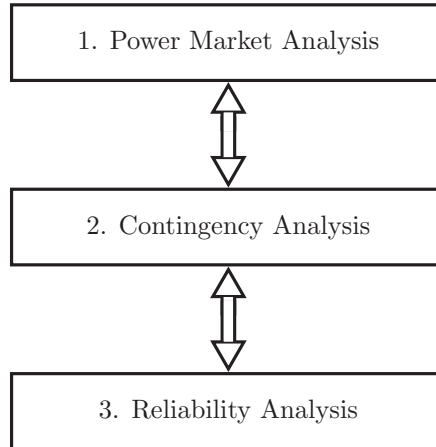 1. Power Market Analysis
2. Contingency Analysis
3. Reliability Analysis